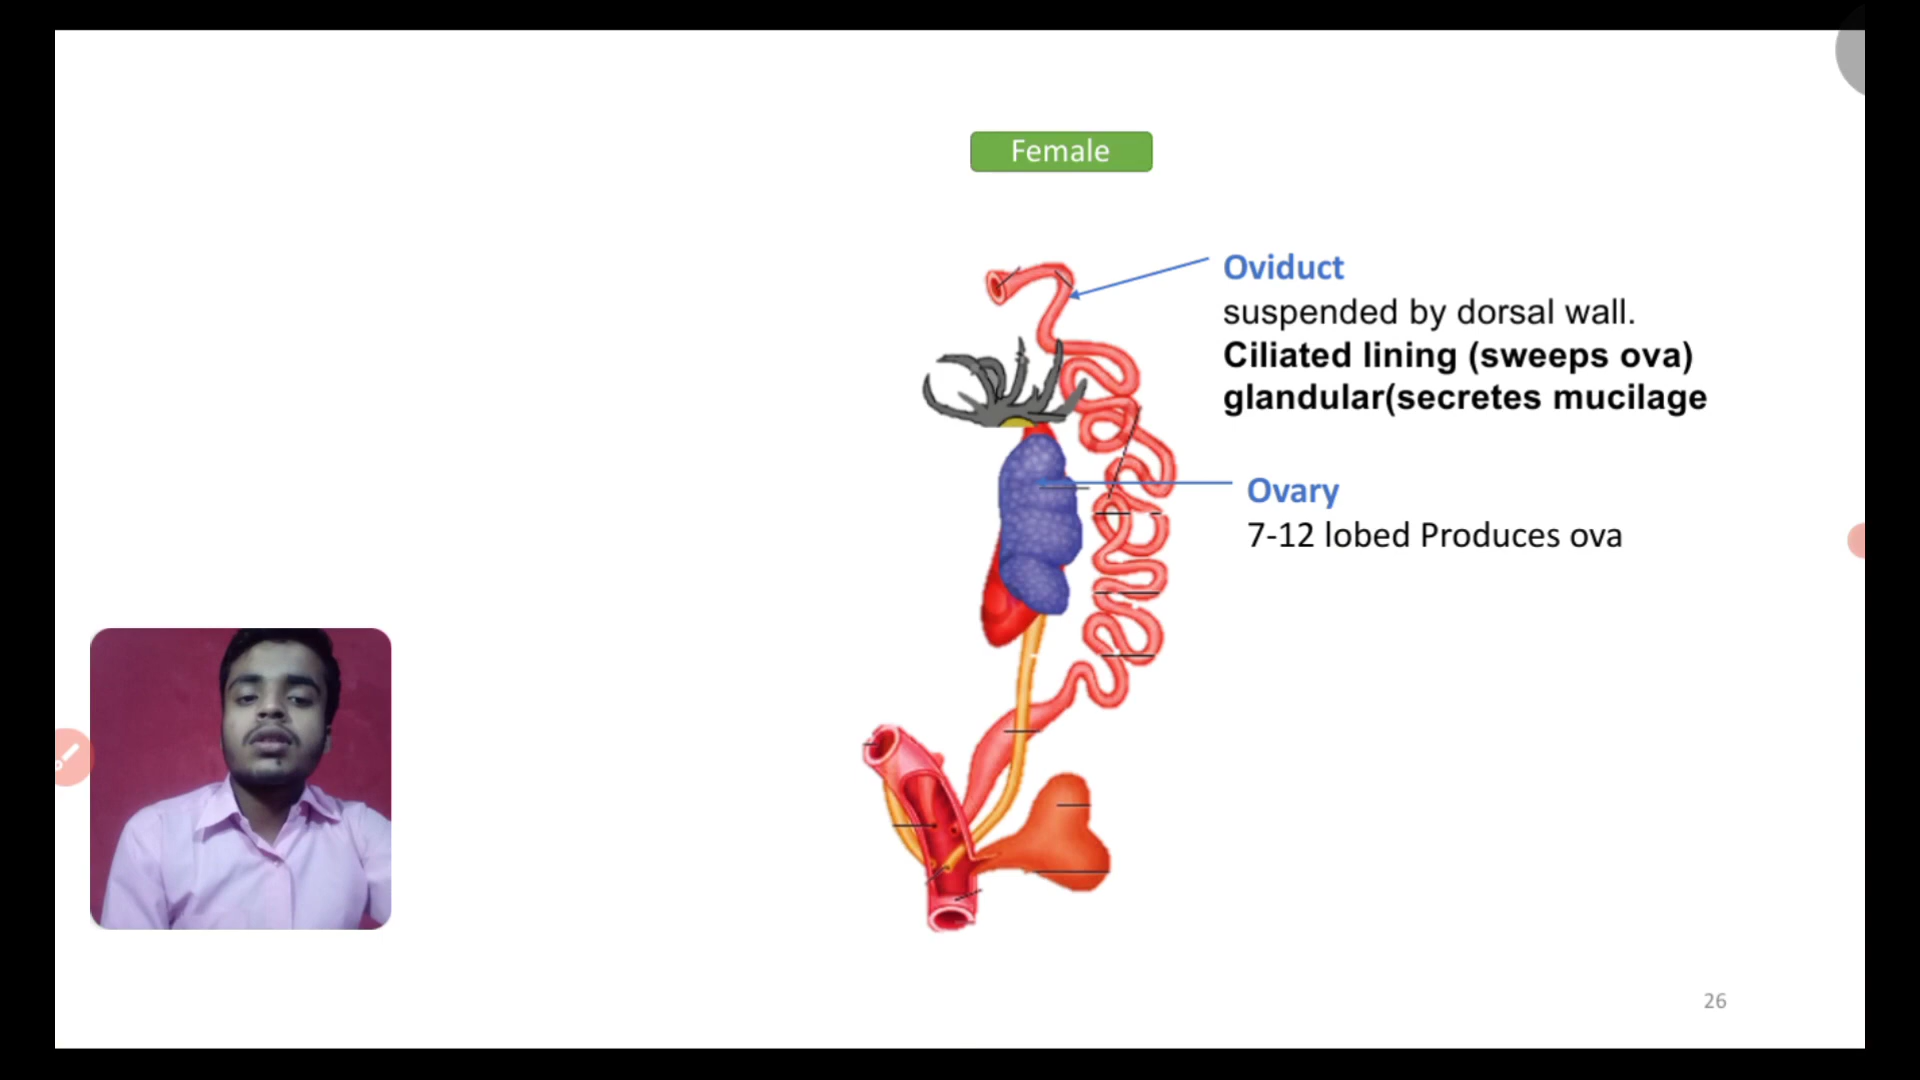 Female
Oviduct
suspended by dorsal wall.
Ciliated lining (sweeps ova)
glandular(secretes mucilage
Ovary
7-12 lobed Produces ova
26